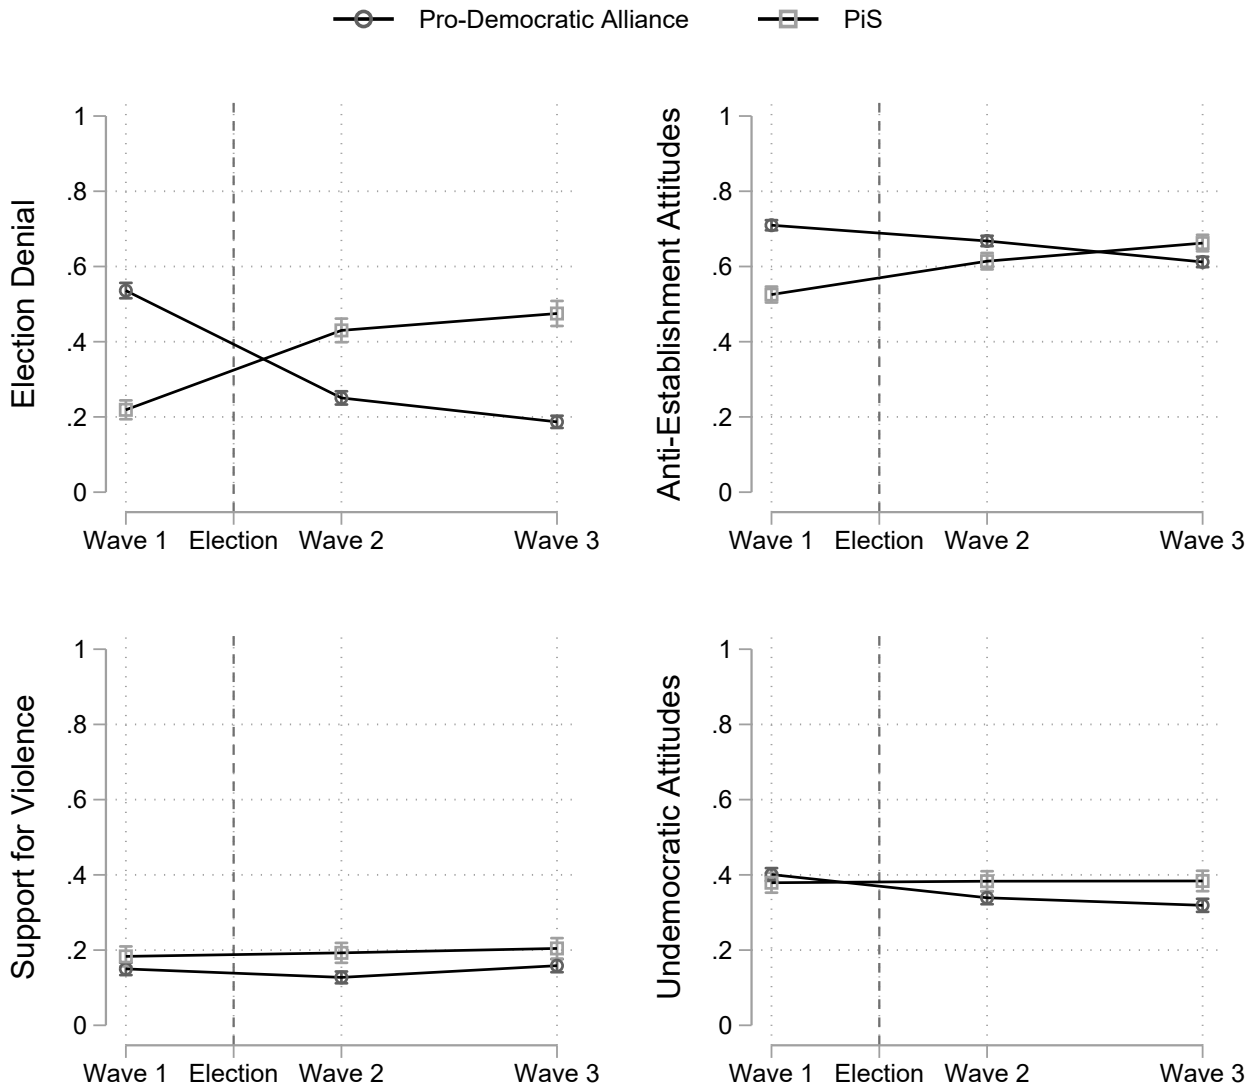 Pro-Democratic Alliance PiS
Election Denial
1
.8
.6
.4
.2
0
Wave 1 Election Wave 2 Wave 3
Anti-Establishment Attitudes
1
.8
.6
.4
.2
0
Wave 1 Election Wave 2 Wave 3
Support for Violence
1
.8
.6
.4
.2
0
Wave 1 Election Wave 2 Wave 3
Undemocratic Attitudes
1
.8
.6
.4
.2
0
Wave 1 Election Wave 2 Wave 3